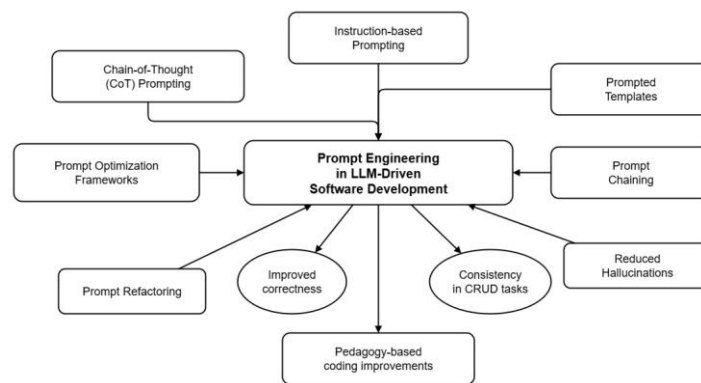 Instruction-based
Prompting
Chain-of-Thought
(CoT) Prompting
Prompted
Templates
Prompt Optimization
Frameworks
Prompt Engineering
in LLM-Driven
Software Development
Prompt
Chaining
Prompt Refactoring
Improved
correctness
Consistency
in CRUD tasks
Reduced
Hallucinations
Pedagogy-based
coding improvements